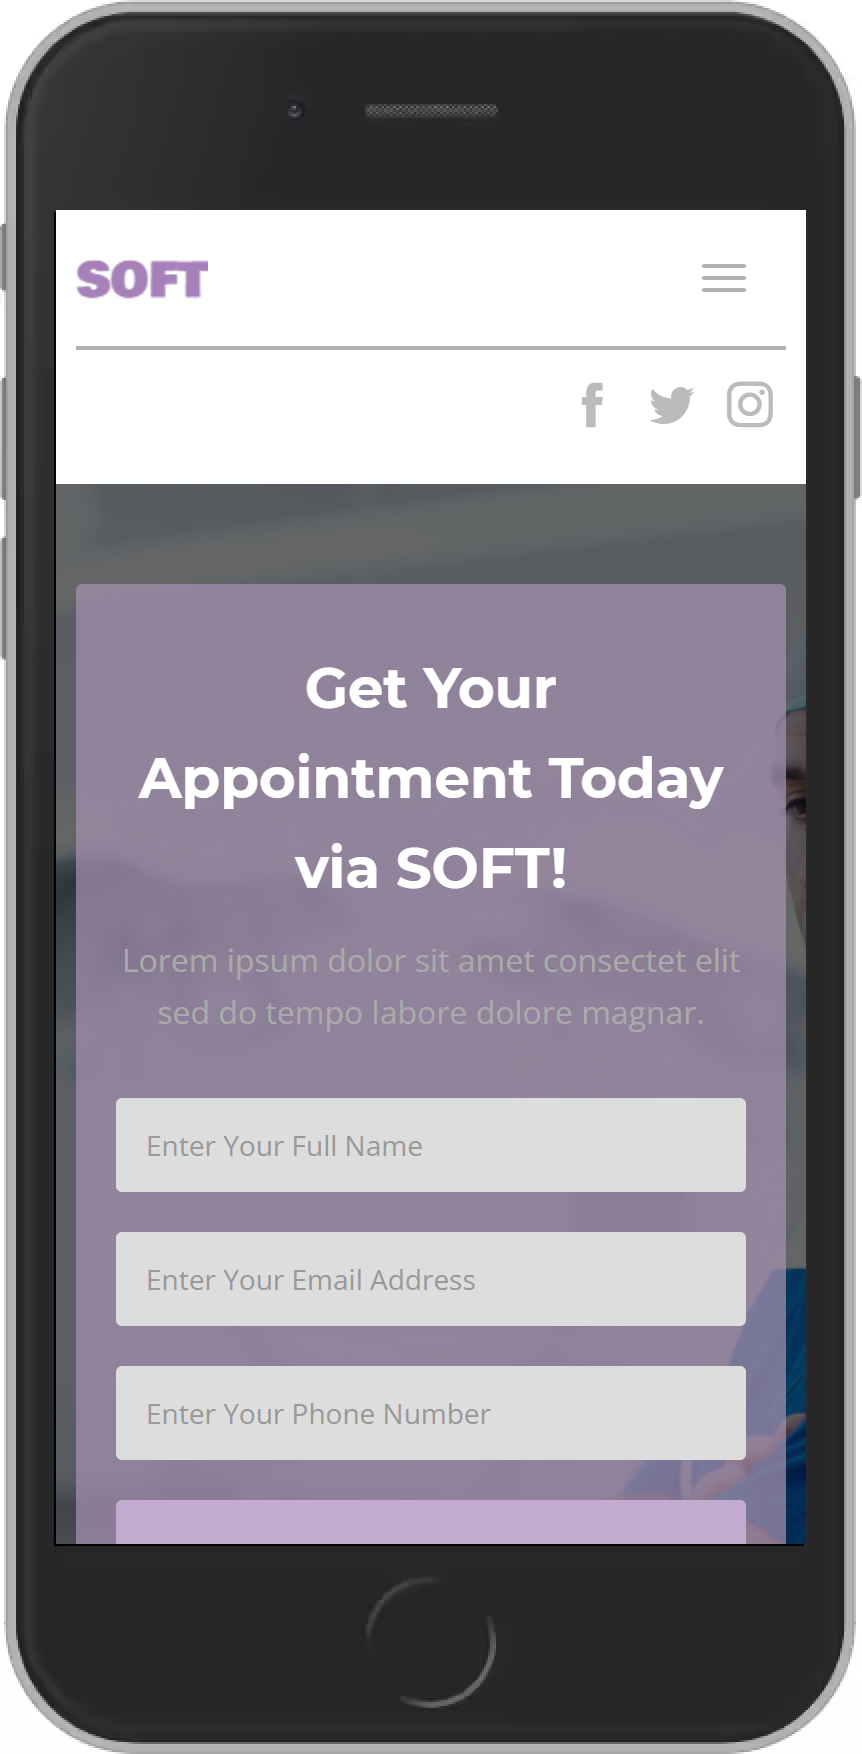 SOFT
Get Your
Appointment Today
via SOFT!
Lorem ipsum dolor sit amet consectet elit
sed do tempo labore dolore magnar.
Enter Your Full Name
Enter Your Email Address
Enter Your Phone Number